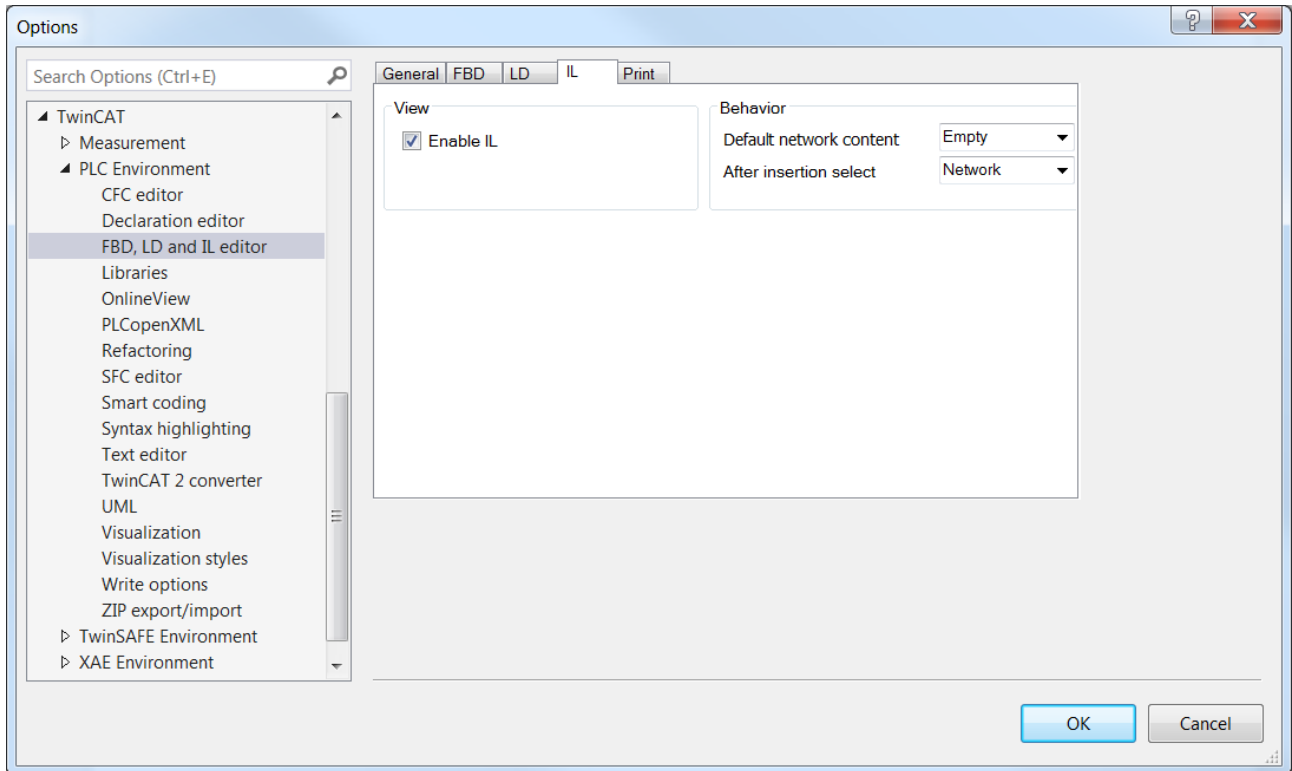 Options
Search Options (Ctrl+E)
TwinCAT
Measurement
PLC Environment
CFC editor
Declaration editor
FBD, LD and IL editor
Libraries
OnlineView
PLCopenXML
Refactoring
SFC editor
Smart coding
Syntax highlighting
Text editor
TwinCAT 2 converter
UML
Visualization
Visualization styles
Write options
ZIP export/import
TwinSAFE Environment
XAE Environment
General FBD LD IL Print
View
Enable IL
Behavior
Default network content Empty
After insertion select Network
OK Cancel